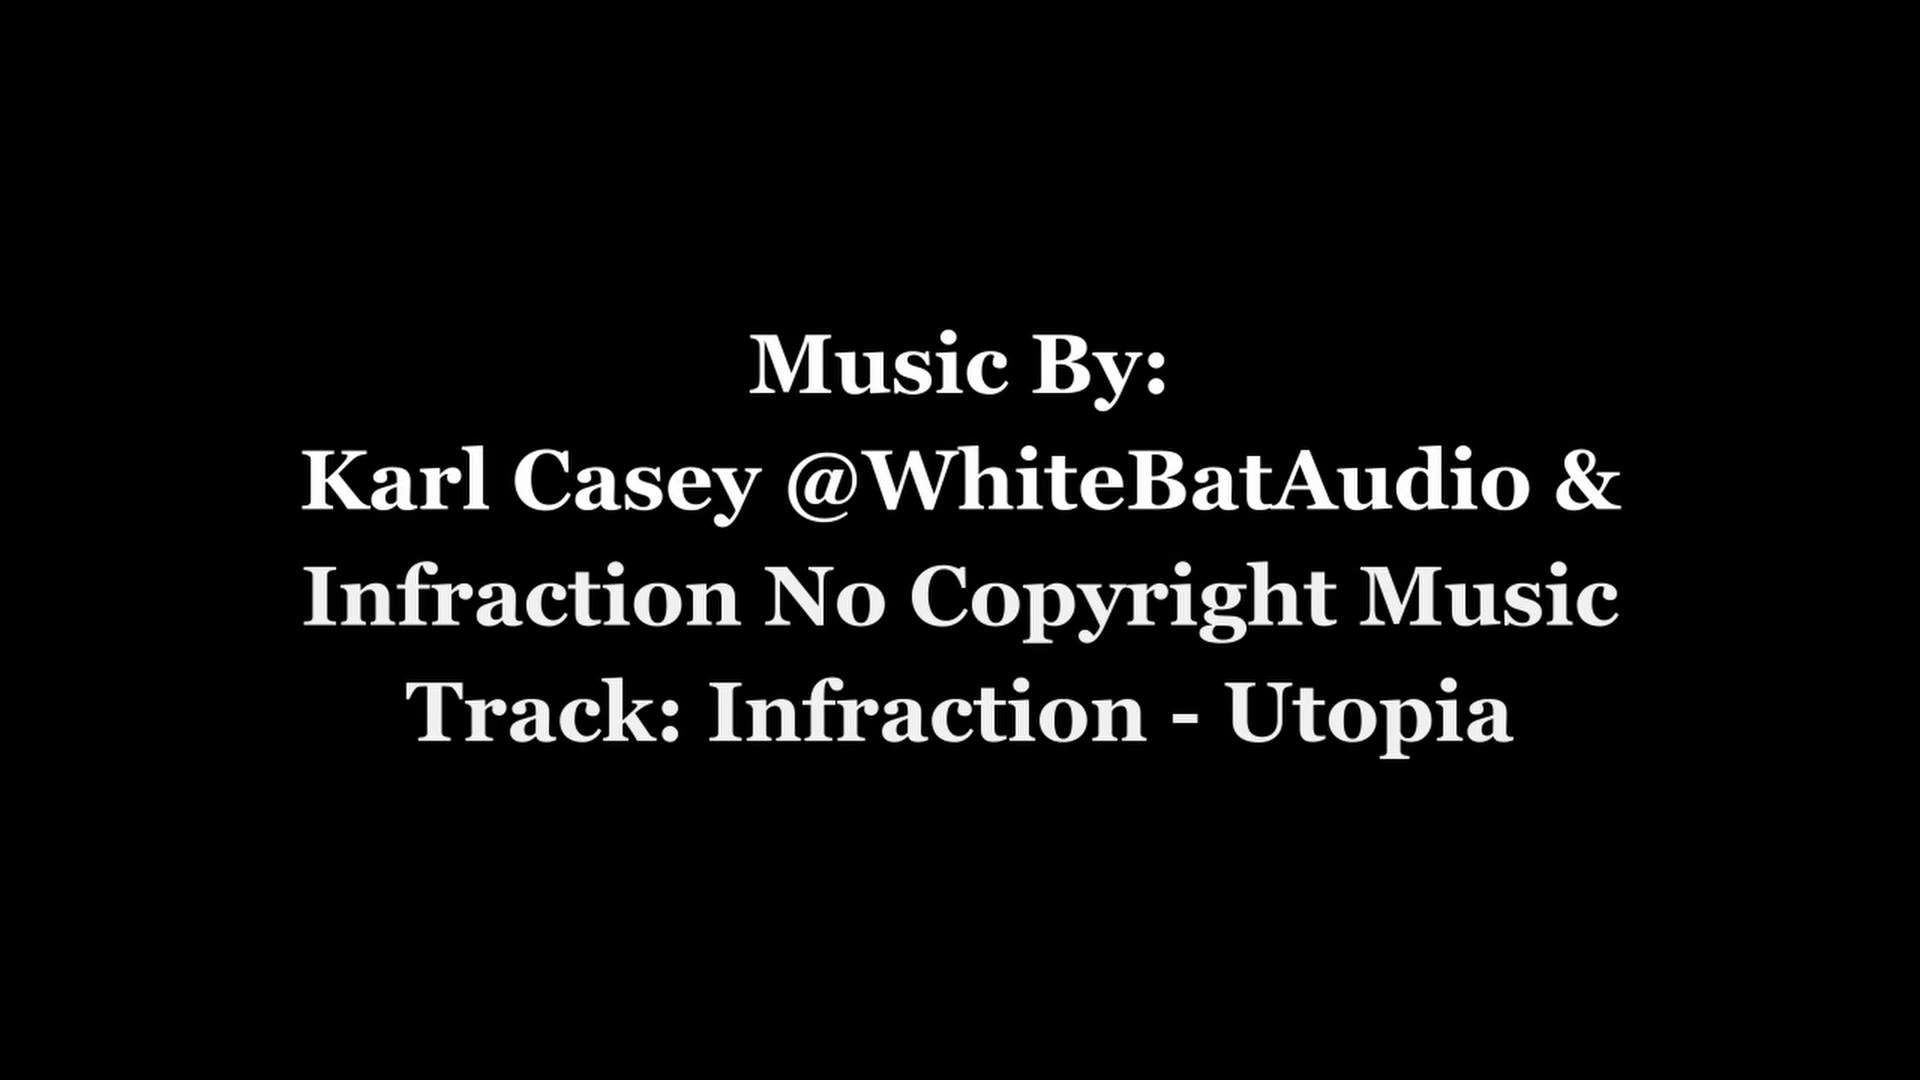 Music By:
Karl Casey @WhiteBatAudio &
Infraction No Copyright Music
Track: Infraction - Utopia